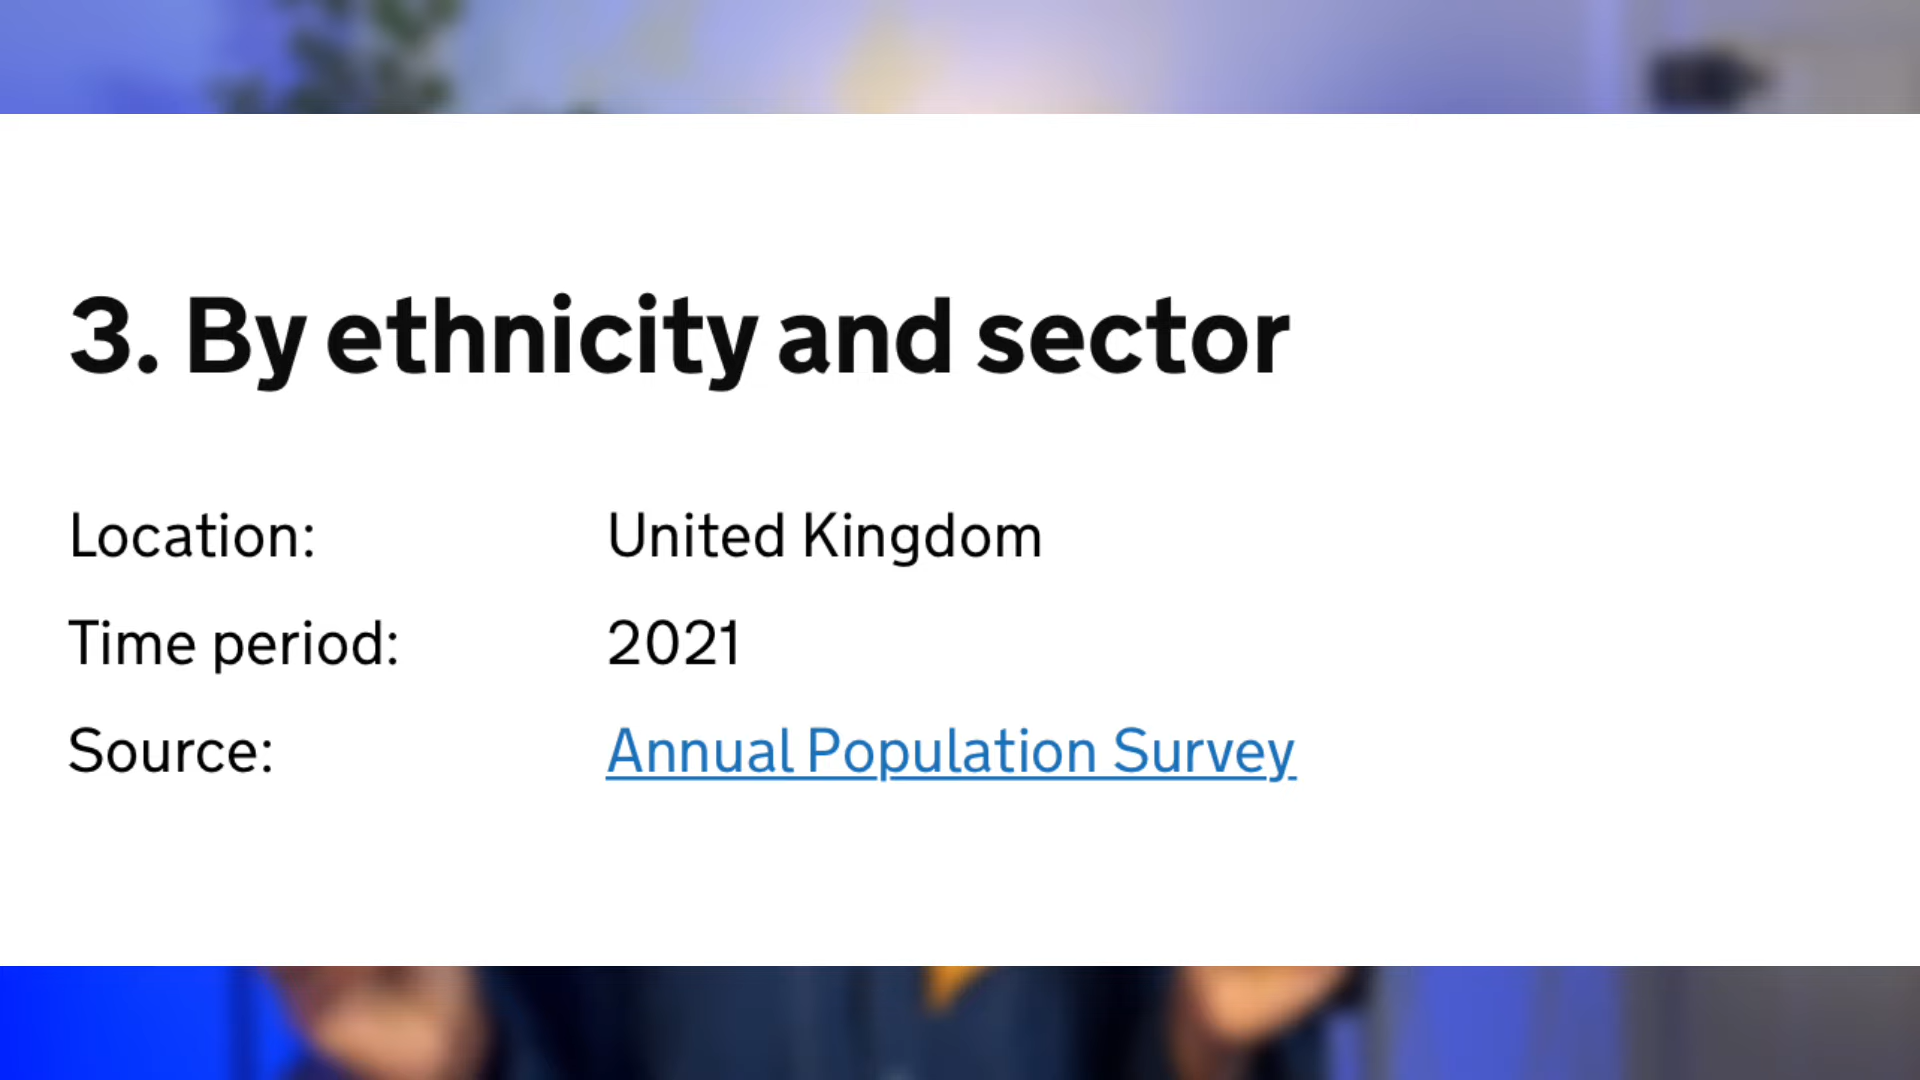 3. By ethnicity and sector
Location: United Kingdom
Time period: 2021
Source: Annual Population Survey